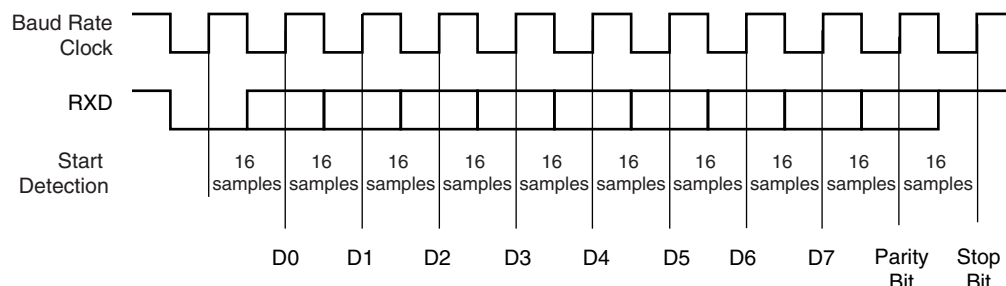 Baud Rate
Clock
RXD
Start
Detection
16 16 16 16 16 16 16 16 16 16
samples samples samples samples samples samples samples samples samples samples
D0 D1 D2 D3 D4 D5 D6 D7 Parity Stop
Bit Bit